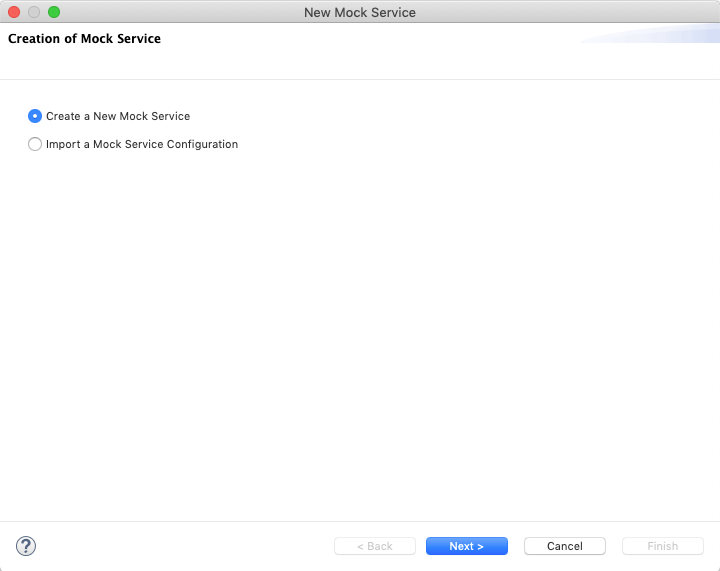 New Mock Service
Creation of Mock Service
Create a New Mock Service
Import a Mock Service Configuration
?
< Back
Next >
Cancel
Finish